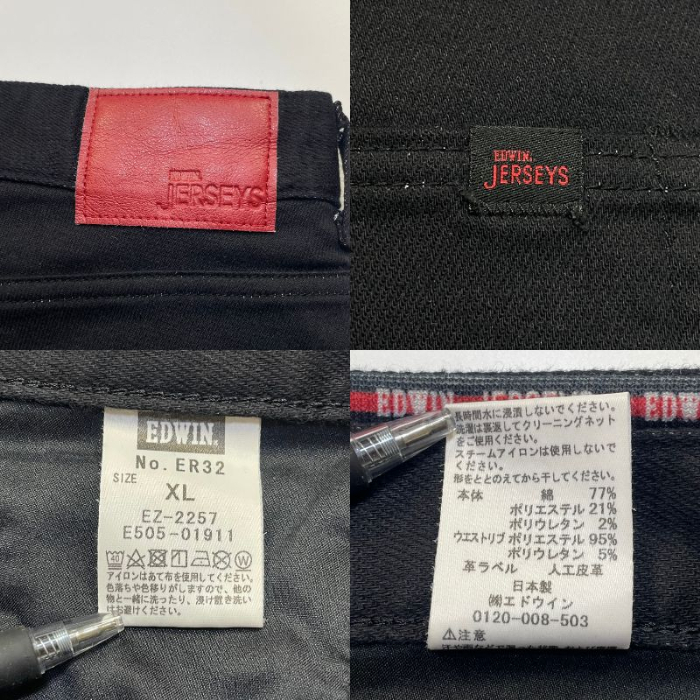 EDWIN.
JERSEYS
EDWIN.
JERSEYS
EDWIN.
No. ER32
SIZE
XL
EZ-2257
E505-01911
40
アイロンはあて布を使用してください。
色落ちや色移りがしますので、他の
物と一緒に洗ったり、浸け置き洗い
はお避けください。
EDWIN JERSEYS EDWI
長時間水に浸漬しないでください。
洗濯は裏返してクリーニングネット
をご使用ください。
スチームアイロンは使用しないで
ください。
形をととのえてから干してください。
本体 綿 77%
ポリエステル 21%
ポリウレタン 2%
ウエストリブ ポリエステル 95%
ポリウレタン 5%
革ラベル 人工皮革
日本製
㈱エドウイン
0120-008-503
⚠注意